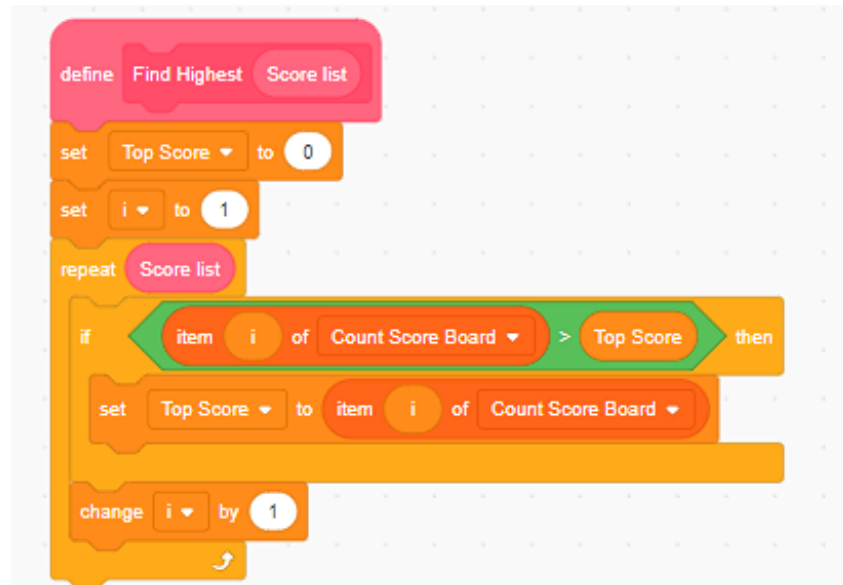 define Find Highest Score list
set Top Score to 0
set i to 1
repeat Score list
if item i of Count Score Board > Top Score then
set Top Score to item i of Count Score Board
change i by 1